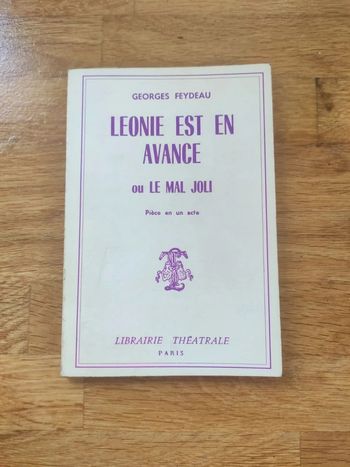 GEORGES FEYDEAU
LEONIE EST EN
AVANCE
ou LE MAL JOLI
Pièce en un acte
LIBRAIRIE THÉATRALE
PARIS